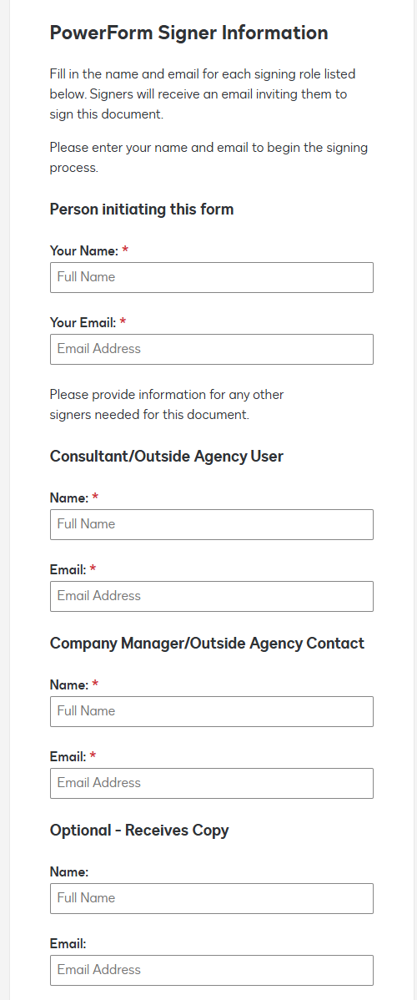 PowerForm Signer Information
Fill in the name and email for each signing role listed
below. Signers will receive an email inviting them to
sign this document.
Please enter your name and email to begin the signing
process.
Person initiating this form
Your Name: *
Full Name
Your Email: *
Email Address
Please provide information for any other
signers needed for this document.
Consultant/Outside Agency User
Name: *
Full Name
Email: *
Email Address
Company Manager/Outside Agency Contact
Name: *
Full Name
Email: *
Email Address
Optional - Receives Copy
Name:
Full Name
Email:
Email Address